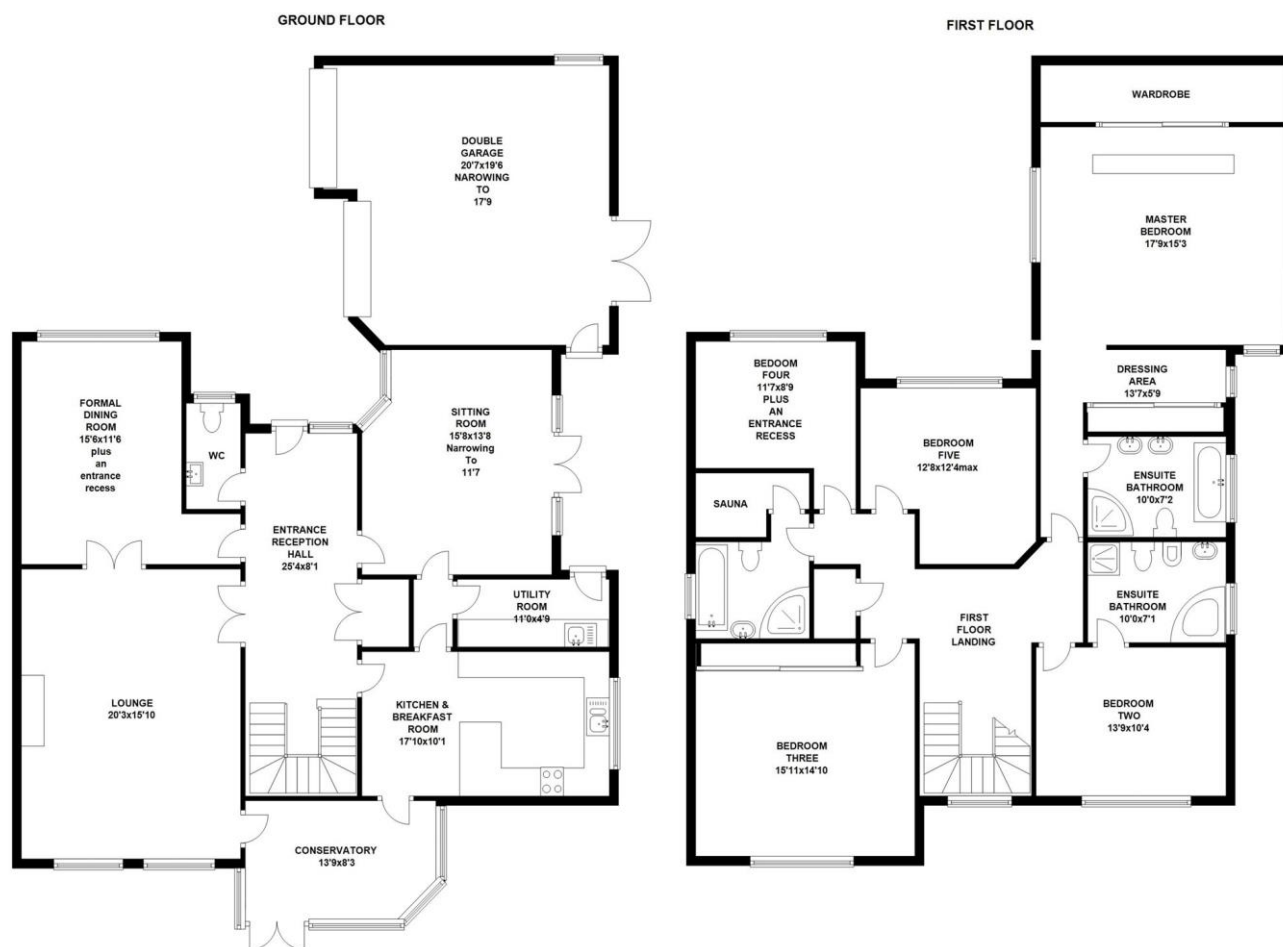 GROUND FLOOR
DOUBLE
GARAGE
20'7x19'6
NAROWING
TO
17'9
FORMAL
DINING
ROOM
15'6x11'6
plus
an
entrance
recess
WC
SITTING
ROOM
15'8x13'8
Narrowing
To
11'7
ENTRANCE
RECEPTION
HALL
25'4x8'1
UTILITY
ROOM
11'0x4'9
LOUNGE
20'3x15'10
KITCHEN &
BREAKFAST
ROOM
17'10x10'1
CONSERVATORY
13'9x8'3
FIRST FLOOR
WARDROBE
MASTER
BEDROOM
17'9x15'3
BEDOOM
FOUR
11'7x8'9
PLUS
AN
ENTRANCE
RECESS
DRESSING
AREA
13'7x5'9
BEDROOM
FIVE
12'8x12'4max
ENSUITE
BATHROOM
10'0x7'2
SAUNA
ENSUITE
BATHROOM
10'0x7'1
FIRST
FLOOR
LANDING
BEDROOM
TWO
13'9x10'4
BEDROOM
THREE
15'11x14'10